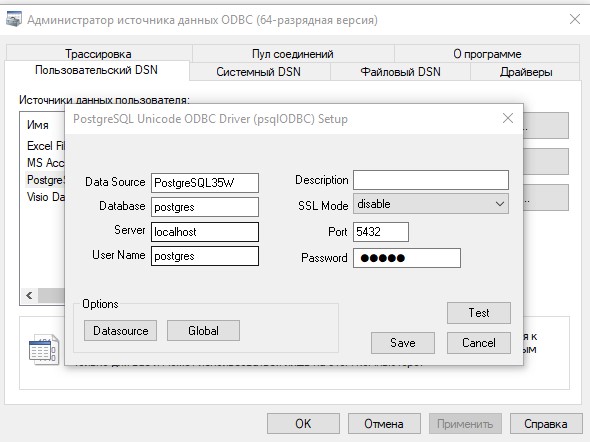 Администратор источника данных ODBC (64-разрядная версия)
Трассировка Пул соединений О программе
Пользовательский DSN Системный DSN Файловый DSN Драйверы
Источники данных пользователя:
Имя
Excel Fil
MS Acc
PostgreS
Visio Da
PostgreSQL Unicode ODBC Driver (psqlODBC) Setup
Data Source PostgreSQL35W Description
Database postgres SSL Mode disable
Server localhost Port 5432
User Name postgres Password ●●●●●
Options
Datasource Global
Test
Save Cancel
OK Отмена Применить Справка